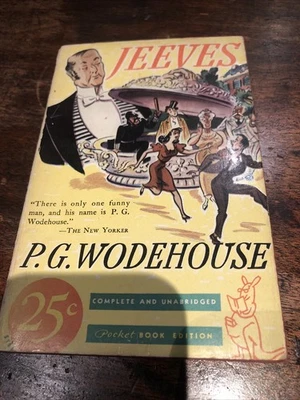 JEEVES
"There is only one funny
man, and his name is P. G.
Wodehouse."
—THE NEW YORKER
P.G.WODEHOUSE
25c
COMPLETE AND UNABRIDGED
Pocket BOOK EDITION